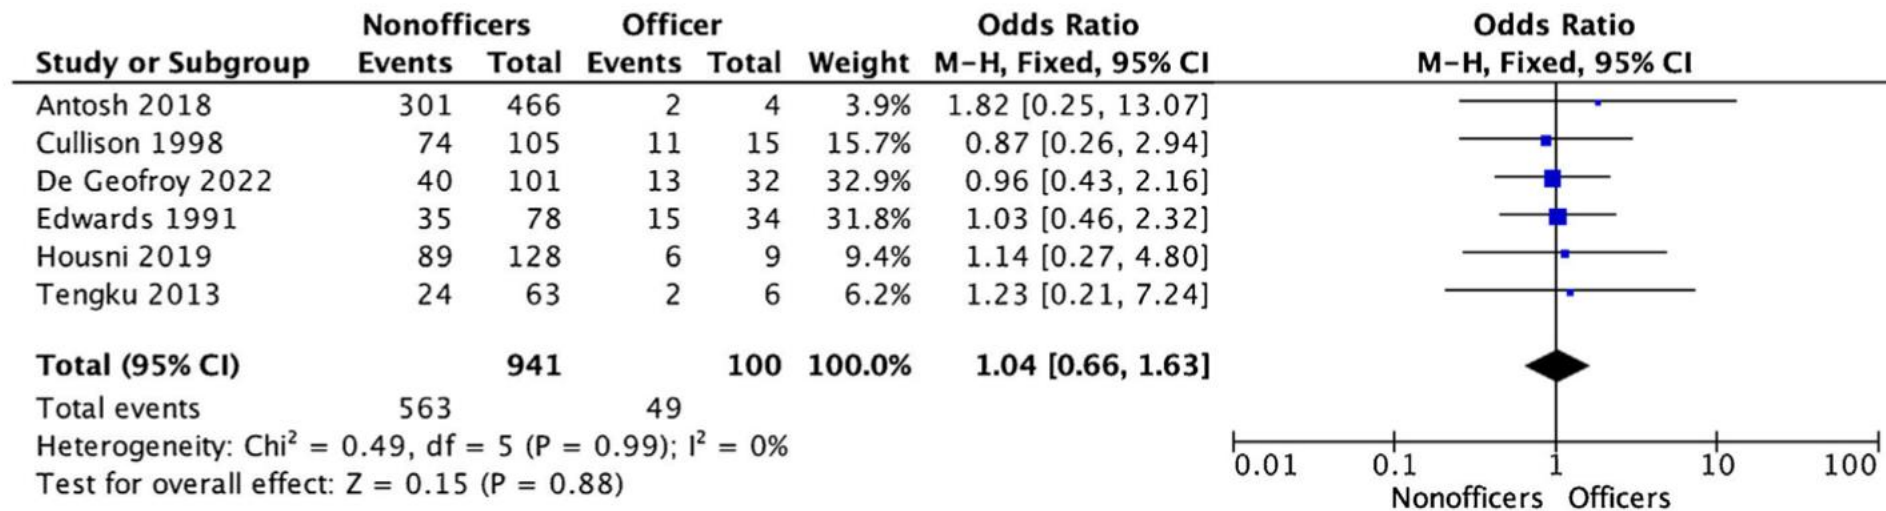 Nonofficers Officer Odds Ratio Odds Ratio
Study or Subgroup Events Total Events Total Weight M-H, Fixed, 95% CI M-H, Fixed, 95% CI
Antosh 2018 301 466 2 4 3.9% 1.82 [0.25, 13.07]
Cullison 1998 74 105 11 15 15.7% 0.87 [0.26, 2.94]
De Geofroy 2022 40 101 13 32 32.9% 0.96 [0.43, 2.16]
Edwards 1991 35 78 15 34 31.8% 1.03 [0.46, 2.32]
Housni 2019 89 128 6 9 9.4% 1.14 [0.27, 4.80]
Tengku 2013 24 63 2 6 6.2% 1.23 [0.21, 7.24]
Total (95% CI) 941 100 100.0% 1.04 [0.66, 1.63]
Total events 563 49
Heterogeneity: Chi² = 0.49, df = 5 (P = 0.99); I² = 0%
Test for overall effect: Z = 0.15 (P = 0.88)
0.01 0.1 1 10 100
Nonofficers Officers